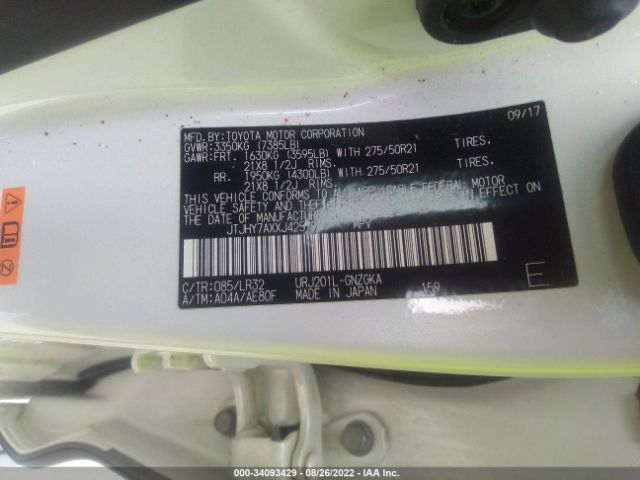 09/17
MFD.BY:TOYOTA MOTOR CORPORATION
GVWR:3350KG (7385LB)
GAWR:FRT. 1630KG (3595LB) WITH 275/50R21 TIRES,
21X8 1/2J RIMS.
RR. 1950KG (4300LB) WITH 275/50R21 TIRES,
21X8 1/2J RIMS.
THIS VEHICLE CONFORMS TO ALL APPLICABLE FEDERAL MOTOR
VEHICLE SAFETY AND
THE DATE OF MANUFACTURE
MPV
C/TR:085/LR32 URJ201L-GNZGKA
A/TM:A04A/AE80F MADE IN JAPAN 159
E
000-34093429 - 08/26/2022 - IAA Inc.